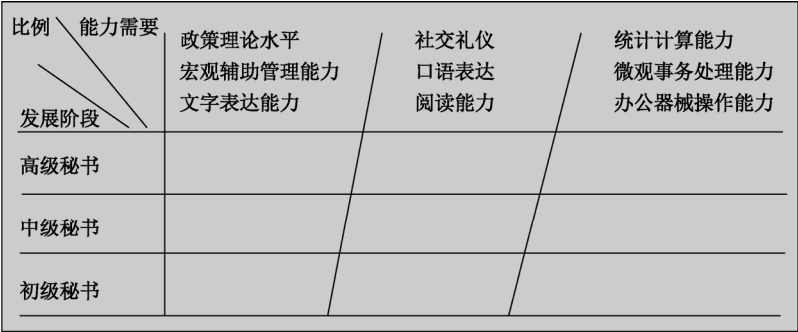 比例 能力需要
发展阶段
政策理论水平
宏观辅助管理能力
文字表达能力
社交礼仪
口语表达
阅读能力
统计计算能力
微观事务处理能力
办公器械操作能力
高级秘书
中级秘书
初级秘书